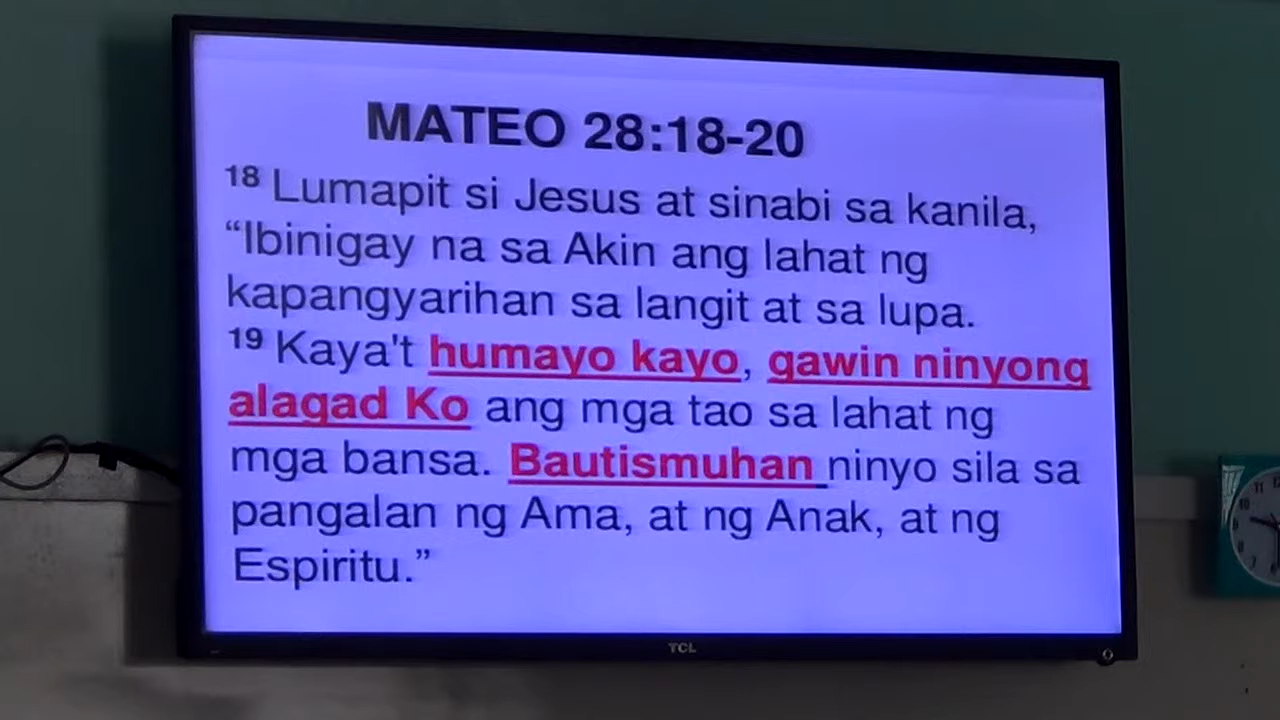 MATEO 28:18-20
18 Lumapit si Jesus at sinabi sa kanila,
“Ibinigay na sa Akin ang lahat ng
kapangyarihan sa langit at sa lupa.
19 Kaya't humayo kayo, gawin ninyong
alagad Ko ang mga tao sa lahat ng
mga bansa. Bautismuhan ninyo sila sa
pangalan ng Ama, at ng Anak, at ng
Espiritu.”
TCL